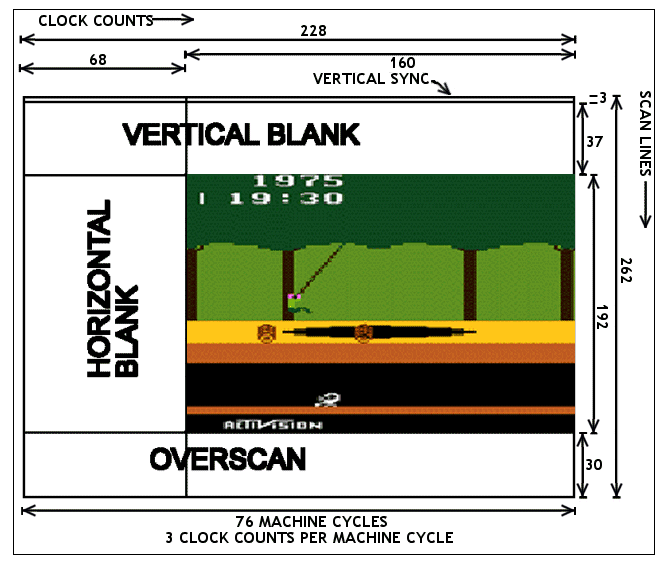 CLOCK COUNTS
228
68
160
VERTICAL SYNC
3
VERTICAL BLANK
37
SCAN LINES
1975
19:30
HORIZONTAL
BLANK
262
192
ACTIVISION
OVERSCAN
30
76 MACHINE CYCLES
3 CLOCK COUNTS PER MACHINE CYCLE